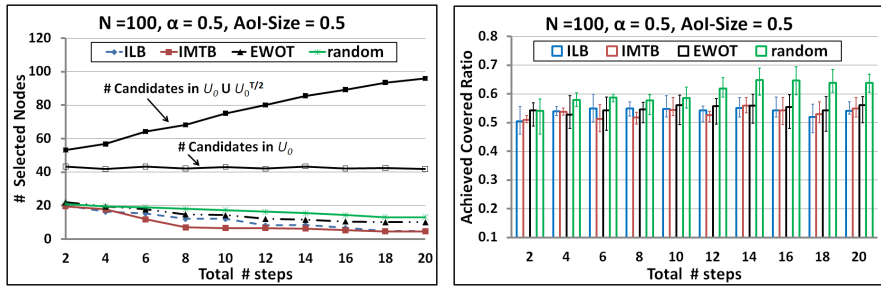 N =100, α = 0.5, AoI-Size = 0.5
ILB IMTB EWOT random
# Candidates in U₀ U U₀ᵀ/²
# Candidates in U₀
# Selected Nodes
120
100
80
60
40
20
0
2 4 6 8 10 12 14 16 18 20
Total # steps
N =100, α = 0.5, AoI-Size = 0.5
ILB IMTB EWOT random
Achieved Covered Ratio
0.9
0.8
0.7
0.6
0.5
0.4
0.3
0.2
0.1
2 4 6 8 10 12 14 16 18 20
Total # steps